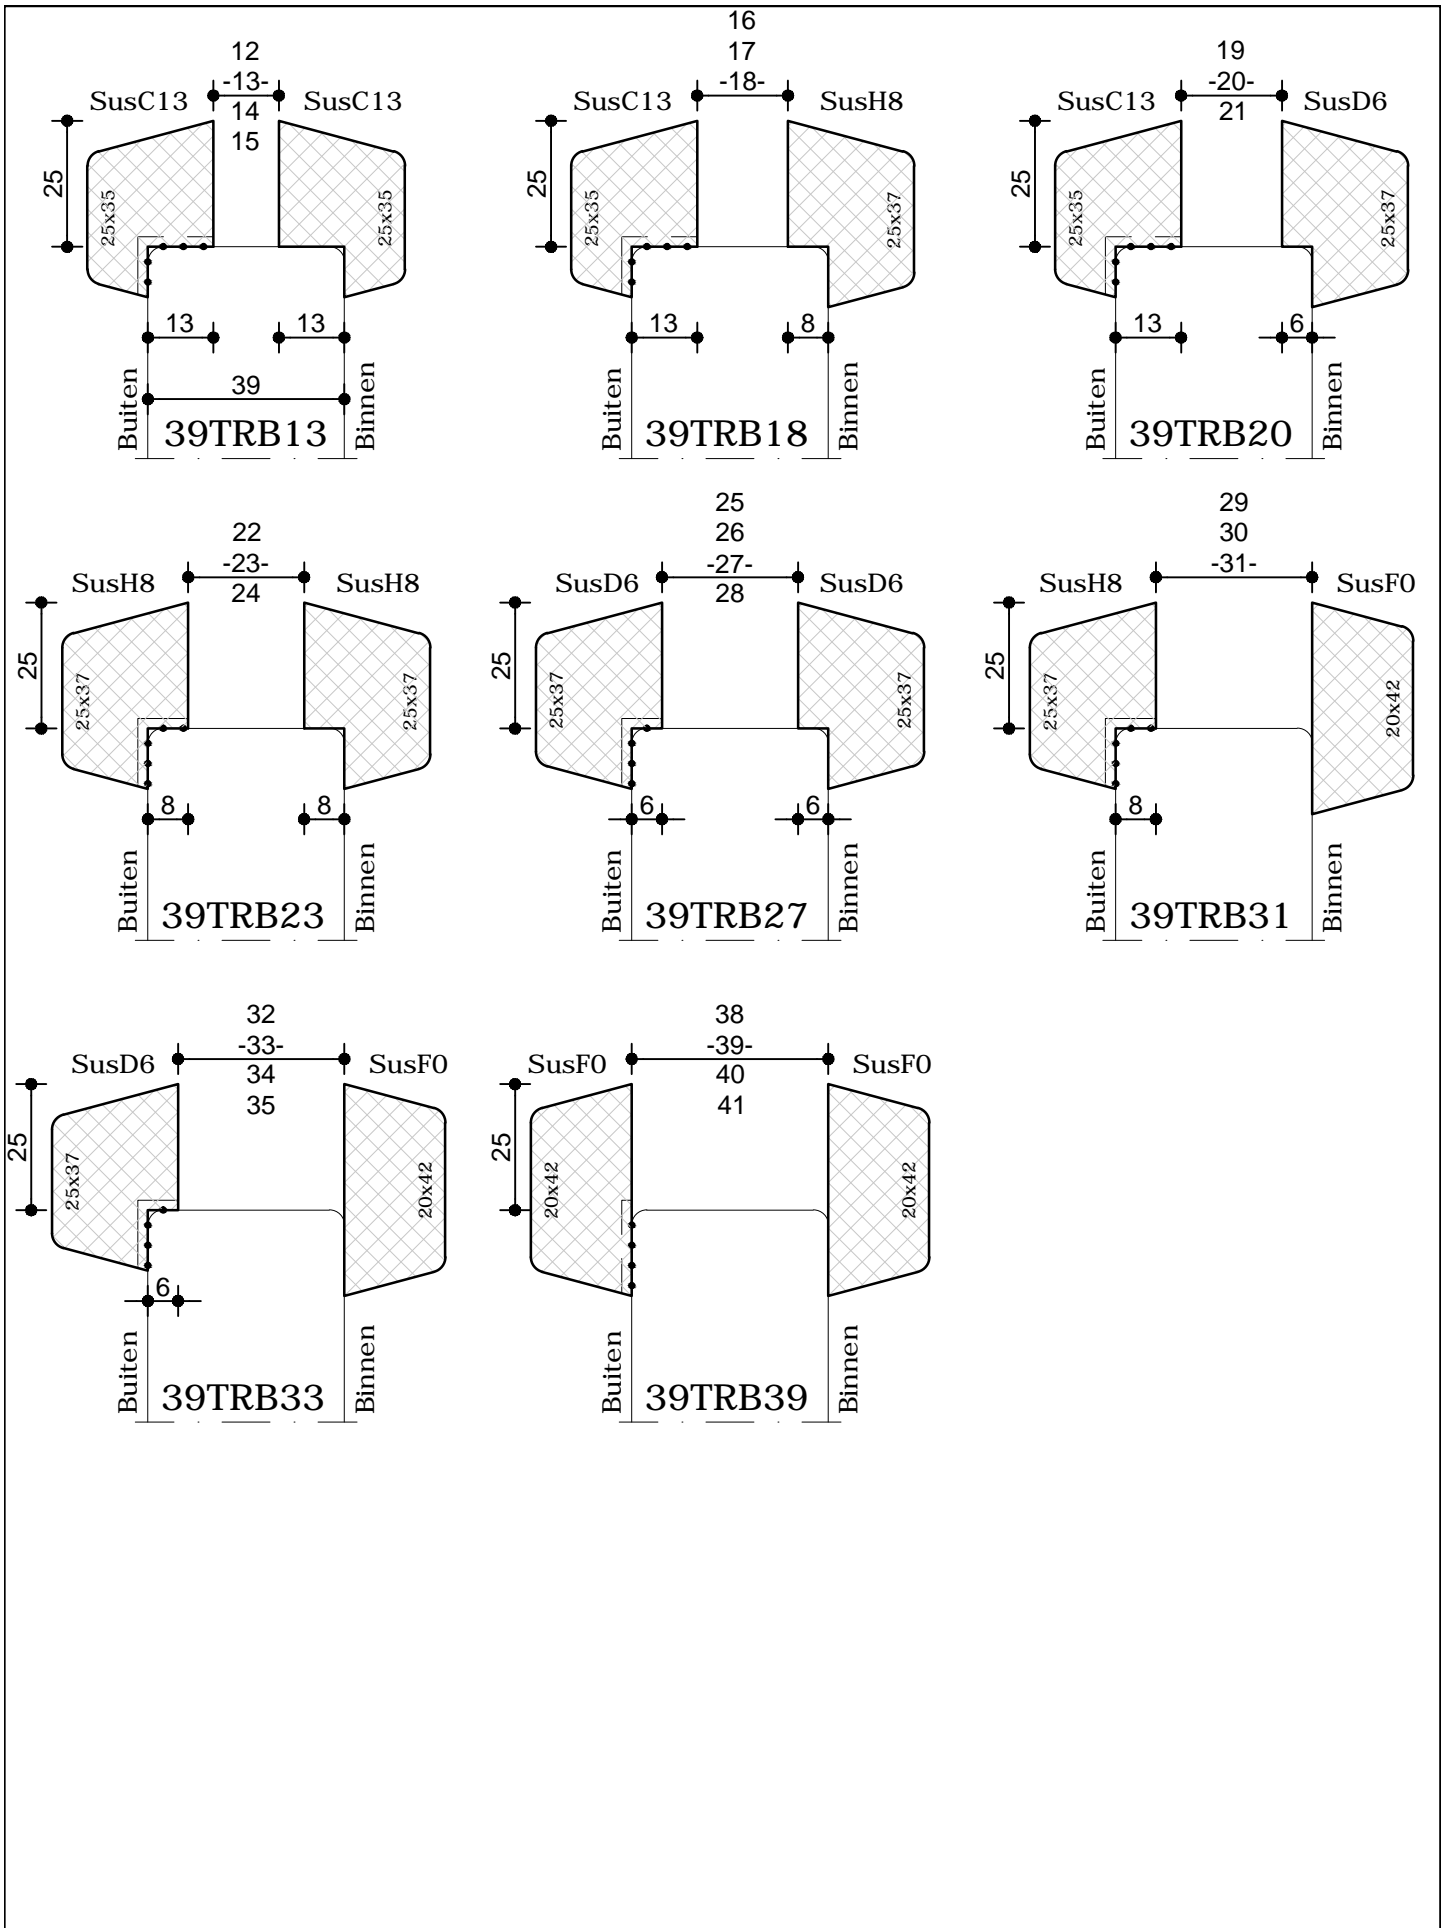 12
-13-
14
15
SusC13
SusC13
25
25x35
25x35
13
13
39
Buiten
39TRB13
Binnen
16
17
-18-
SusC13
SusH8
25
25x35
25x37
13
8
Buiten
39TRB18
Binnen
19
-20-
21
SusC13
SusD6
25
25x35
25x37
13
6
Buiten
39TRB20
Binnen
22
-23-
24
SusH8
SusH8
25
25x37
25x37
8
8
Buiten
39TRB23
Binnen
25
26
-27-
28
SusD6
SusD6
25
25x37
25x37
6
6
Buiten
39TRB27
Binnen
29
30
-31-
SusH8
SusF0
25
25x37
20x42
8
Buiten
39TRB31
Binnen
32
-33-
34
35
SusD6
SusF0
25
25x37
20x42
6
Buiten
39TRB33
Binnen
38
-39-
40
41
SusF0
SusF0
25
20x42
20x42
Buiten
39TRB39
Binnen